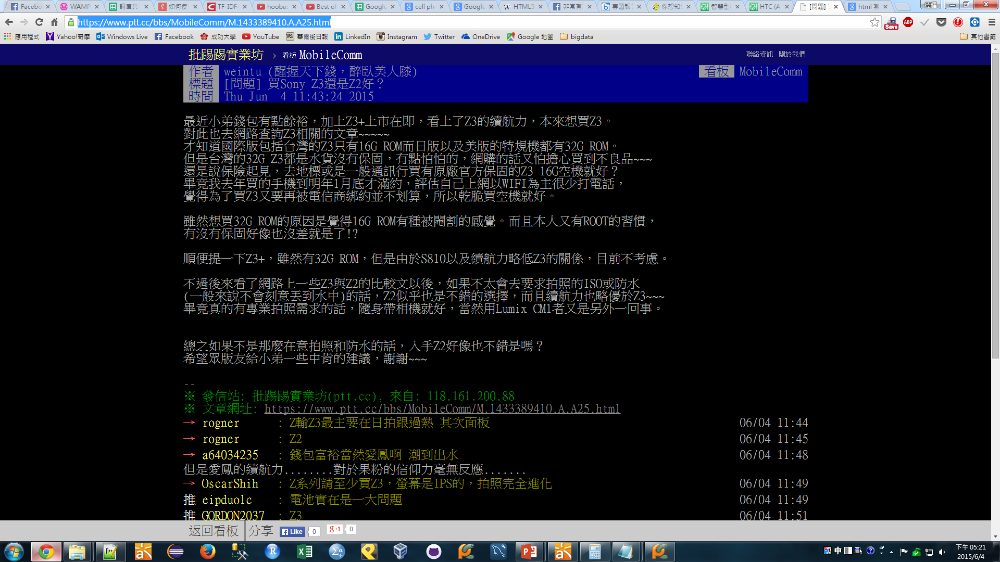 Facebo
WAMP
詞庫共
如何使
TF-IDF
hoobas
Best of
Google
cell ph
Google
HTML5
非常有
專題報
你想知
智慧型
HTC (A
[問題]
html 套
https://www.ptt.cc/bbs/MobileComm/M.1433389410.A.A25.html
Save
ABP
應用程式
Yahoo!奇摩
Windows Live
Facebook
成功大學
YouTube
華爾街日報
LinkedIn
Instagram
Twitter
OneDrive
Google 地圖
bigdata
其他書籤
批踢踢實業坊 › 看板 MobileComm
聯絡資訊 關於我們
作者 weintu (醒握天下錢，醉臥美人膝) 看板 MobileComm
標題 [問題] 買Sony Z3還是Z2好？
時間 Thu Jun  4 11:43:24 2015
最近小弟錢包有點餘裕，加上Z3+上市在即，看上了Z3的續航力，本來想買Z3。
對此也去網路查詢Z3相關的文章~~~~~
才知道國際版包括台灣的Z3只有16G ROM而日版以及美版的特規機都有32G ROM。
但是台灣的32G Z3都是水貨沒有保固，有點怕怕的，網購的話又怕擔心買到不良品~~~
還是說保險起見，去地標或是一般通訊行買有原廠官方保固的Z3 16G空機就好？
畢竟我去年買的手機到明年1月底才滿約，評估自己上網以WIFI為主很少打電話，
覺得為了買Z3又要再被電信商綁約並不划算，所以乾脆買空機就好。
雖然想買32G ROM的原因是覺得16G ROM有種被閹割的感覺。而且本人又有ROOT的習慣，
有沒有保固好像也沒差就是了!?
順便提一下Z3+，雖然有32G ROM，但是由於S810以及續航力略低Z3的關係，目前不考慮。
不過後來看了網路上一些Z3與Z2的比較文以後，如果不太會去要求拍照的ISO或防水
(一般來說不會刻意丟到水中)的話，Z2似乎也是不錯的選擇，而且續航力也略優於Z3~~~
畢竟真的有專業拍照需求的話，隨身帶相機就好，當然用Lumix CM1者又是另外一回事。
總之如果不是那麼在意拍照和防水的話，入手Z2好像也不錯是嗎？
希望眾版友給小弟一些中肯的建議，謝謝~~~
--
※ 發信站: 批踢踢實業坊(ptt.cc), 來自: 118.161.200.88
※ 文章網址: https://www.ptt.cc/bbs/MobileComm/M.1433389410.A.A25.html
→ rogner : Z輸Z3最主要在日拍跟過熱 其次面板 06/04 11:44
→ rogner : Z2 06/04 11:45
→ a64034235 : 錢包富裕當然愛鳳啊 潮到出水 06/04 11:48
但是愛鳳的續航力........對於果粉的信仰力毫無反應.......
→ OscarShih : Z系列請至少買Z3，螢幕是IPS的，拍照完全進化 06/04 11:49
推 eipduolc : 電池實在是一大問題 06/04 11:49
推 GORDON2037 : Z3 06/04 11:51
返回看板 分享 Like 0 g+1 0
中
下午 05:21
2015/6/4